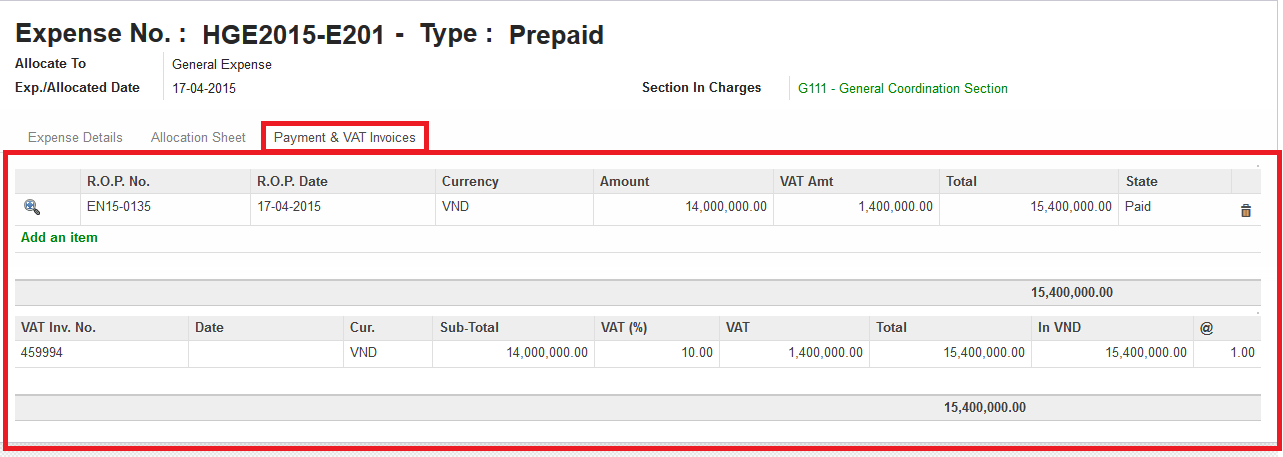 Expense No. : HGE2015-E201 - Type : Prepaid
Allocate To General Expense
Exp./Allocated Date 17-04-2015 Section In Charges G111 - General Coordination Section
Expense Details Allocation Sheet Payment & VAT Invoices
R.O.P. No. R.O.P. Date Currency Amount VAT Amt Total State
EN15-0135 17-04-2015 VND 14,000,000.00 1,400,000.00 15,400,000.00 Paid
Add an item
15,400,000.00
VAT Inv. No. Date Cur. Sub-Total VAT (%) VAT Total In VND @
459994 VND 14,000,000.00 10.00 1,400,000.00 15,400,000.00 15,400,000.00 1.00
15,400,000.00